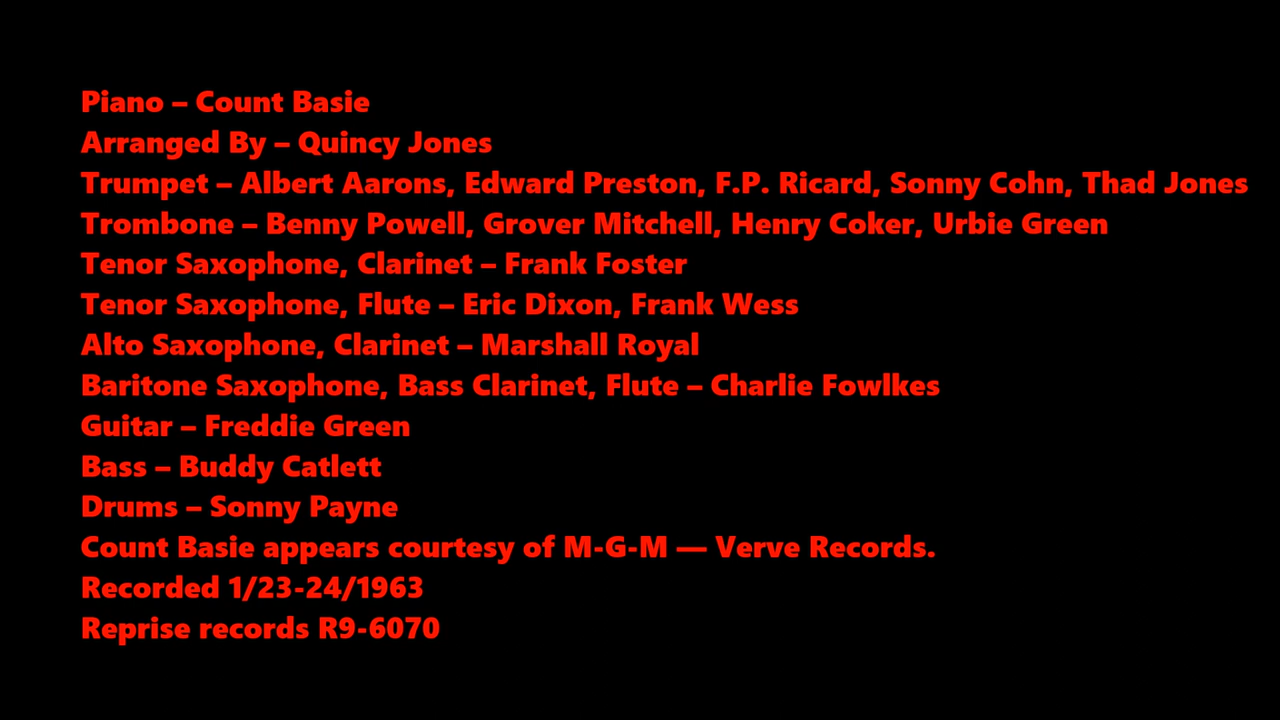 Piano – Count Basie
Arranged By – Quincy Jones
Trumpet – Albert Aarons, Edward Preston, F.P. Ricard, Sonny Cohn, Thad Jones
Trombone – Benny Powell, Grover Mitchell, Henry Coker, Urbie Green
Tenor Saxophone, Clarinet – Frank Foster
Tenor Saxophone, Flute – Eric Dixon, Frank Wess
Alto Saxophone, Clarinet – Marshall Royal
Baritone Saxophone, Bass Clarinet, Flute – Charlie Fowlkes
Guitar – Freddie Green
Bass – Buddy Catlett
Drums – Sonny Payne
Count Basie appears courtesy of M-G-M — Verve Records.
Recorded 1/23-24/1963
Reprise records R9-6070